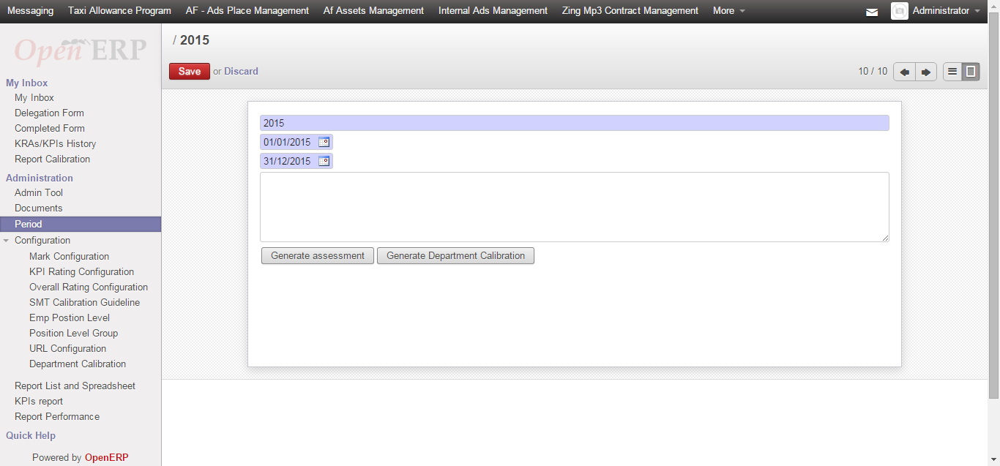 Messaging Taxi Allowance Program AF - Ads Place Management Af Assets Management Internal Ads Management Zing Mp3 Contract Management More Administrator
Open ERP
/ 2015
Save or Discard
10 / 10
My Inbox
My Inbox
Delegation Form
Completed Form
KRAs/KPIs History
Report Calibration
Administration
Admin Tool
Documents
Period
Configuration
Mark Configuration
KPI Rating Configuration
Overall Rating Configuration
SMT Calibration Guideline
Emp Postion Level
Position Level Group
URL Configuration
Department Calibration
Report List and Spreadsheet
KPIs report
Report Performance
Quick Help
Powered by OpenERP
2015
01/01/2015
31/12/2015
Generate assessment Generate Department Calibration